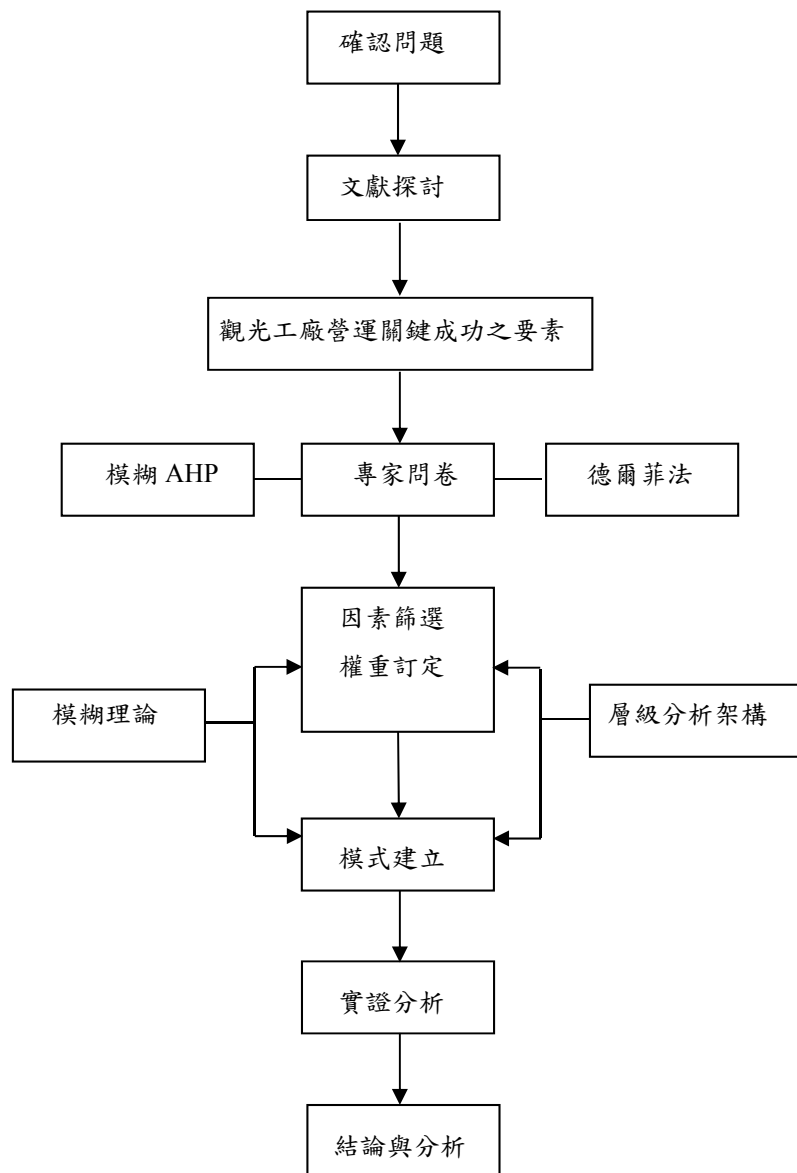 確認問題
文獻探討
觀光工廠營運關鍵成功之要素
模糊 AHP
專家問卷
德爾菲法
因素篩選
權重訂定
模糊理論
層級分析架構
模式建立
實證分析
結論與分析